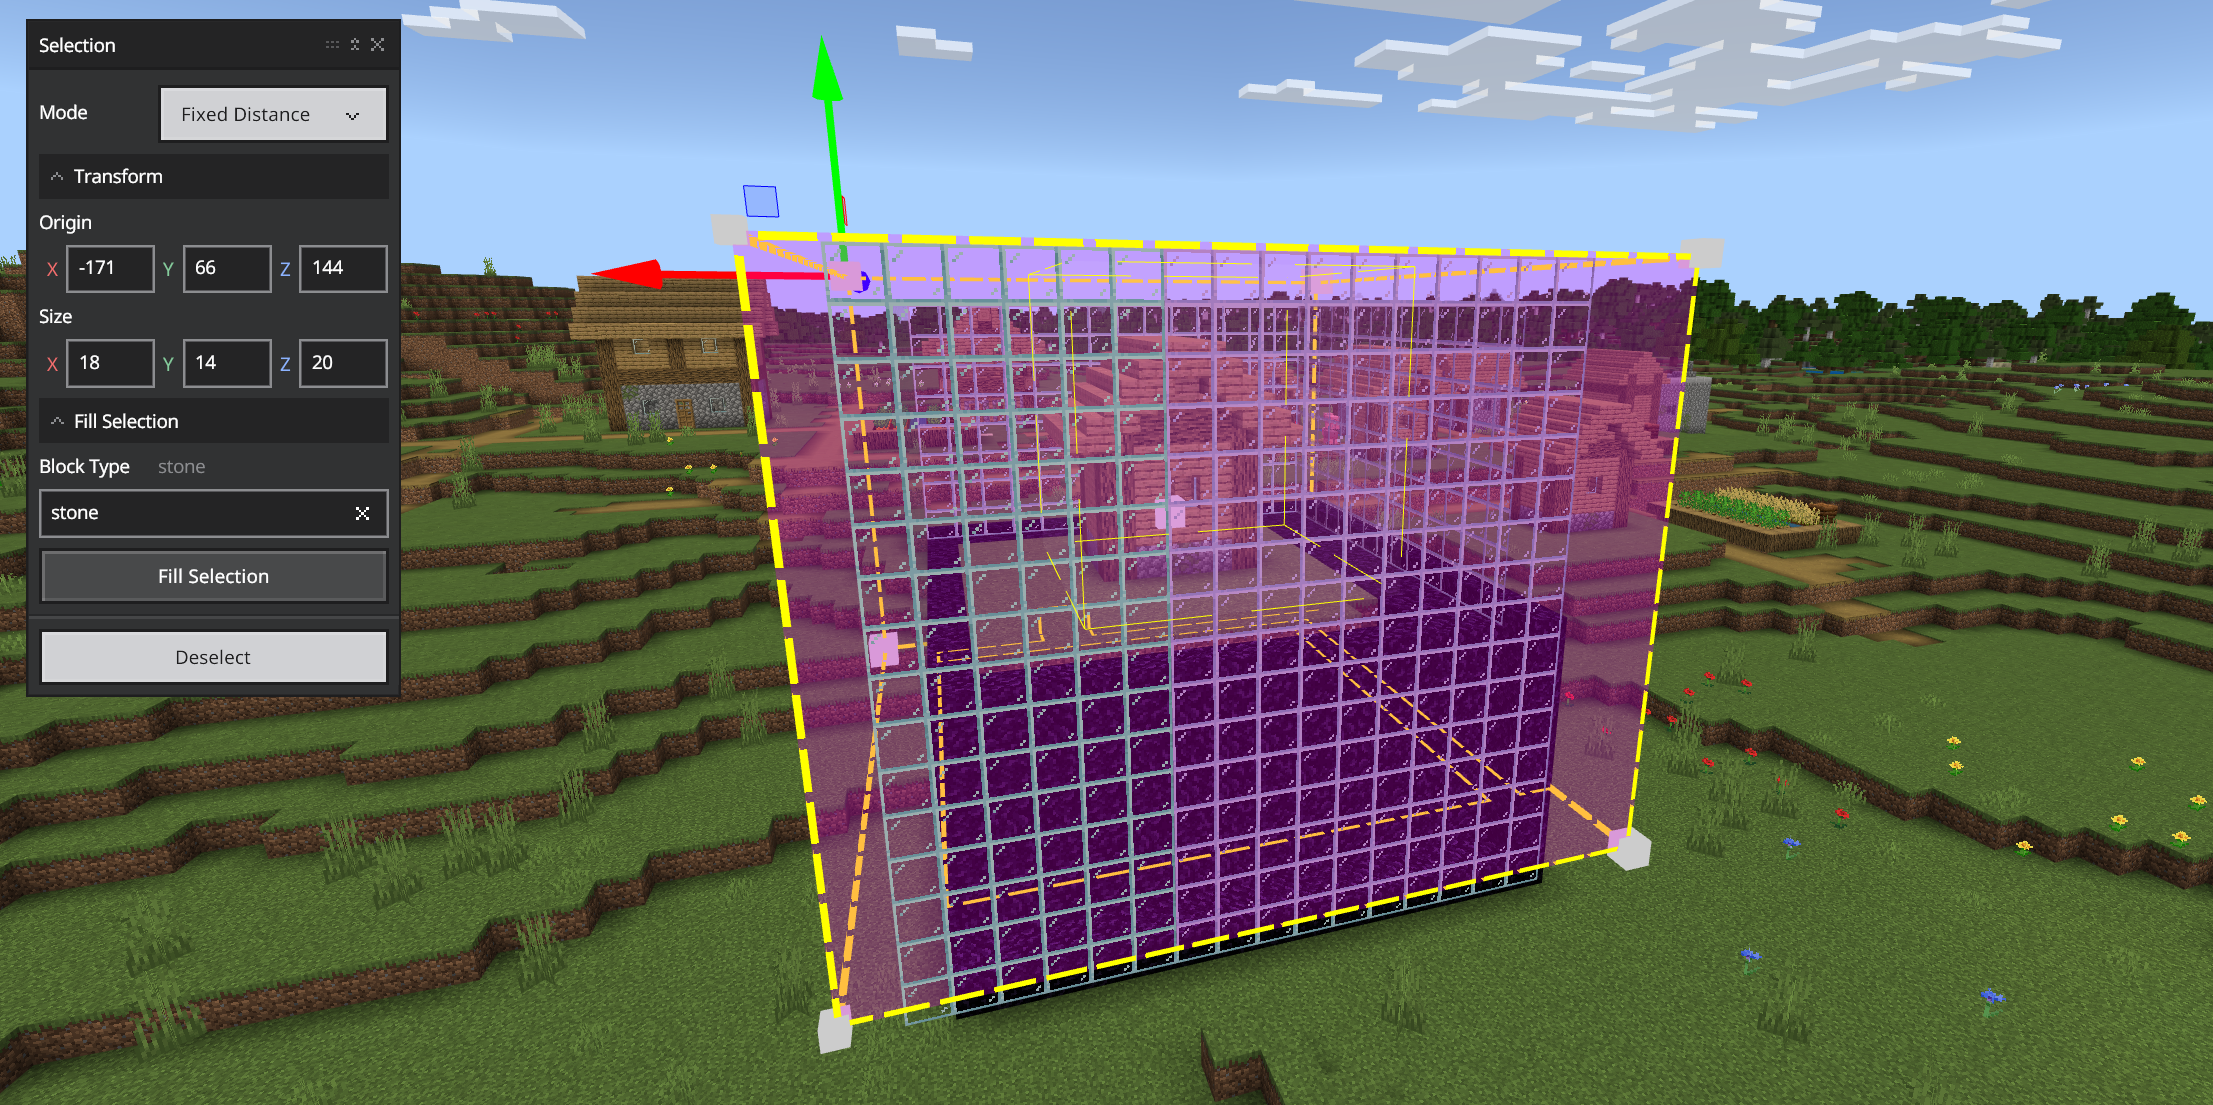 Selection
Mode Fixed Distance
Transform
Origin
X -171 Y 66 Z 144
Size
X 18 Y 14 Z 20
Fill Selection
Block Type stone
stone
Fill Selection
Deselect